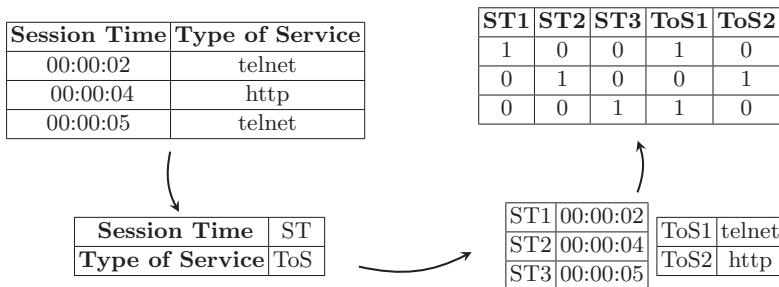 Session Time Type of Service
00:00:02 telnet
00:00:04 http
00:00:05 telnet
Session Time ST
Type of Service ToS
ST1 00:00:02
ST2 00:00:04
ST3 00:00:05
ToS1 telnet
ToS2 http
ST1 ST2 ST3 ToS1 ToS2
1 0 0 1 0
0 1 0 0 1
0 0 1 1 0